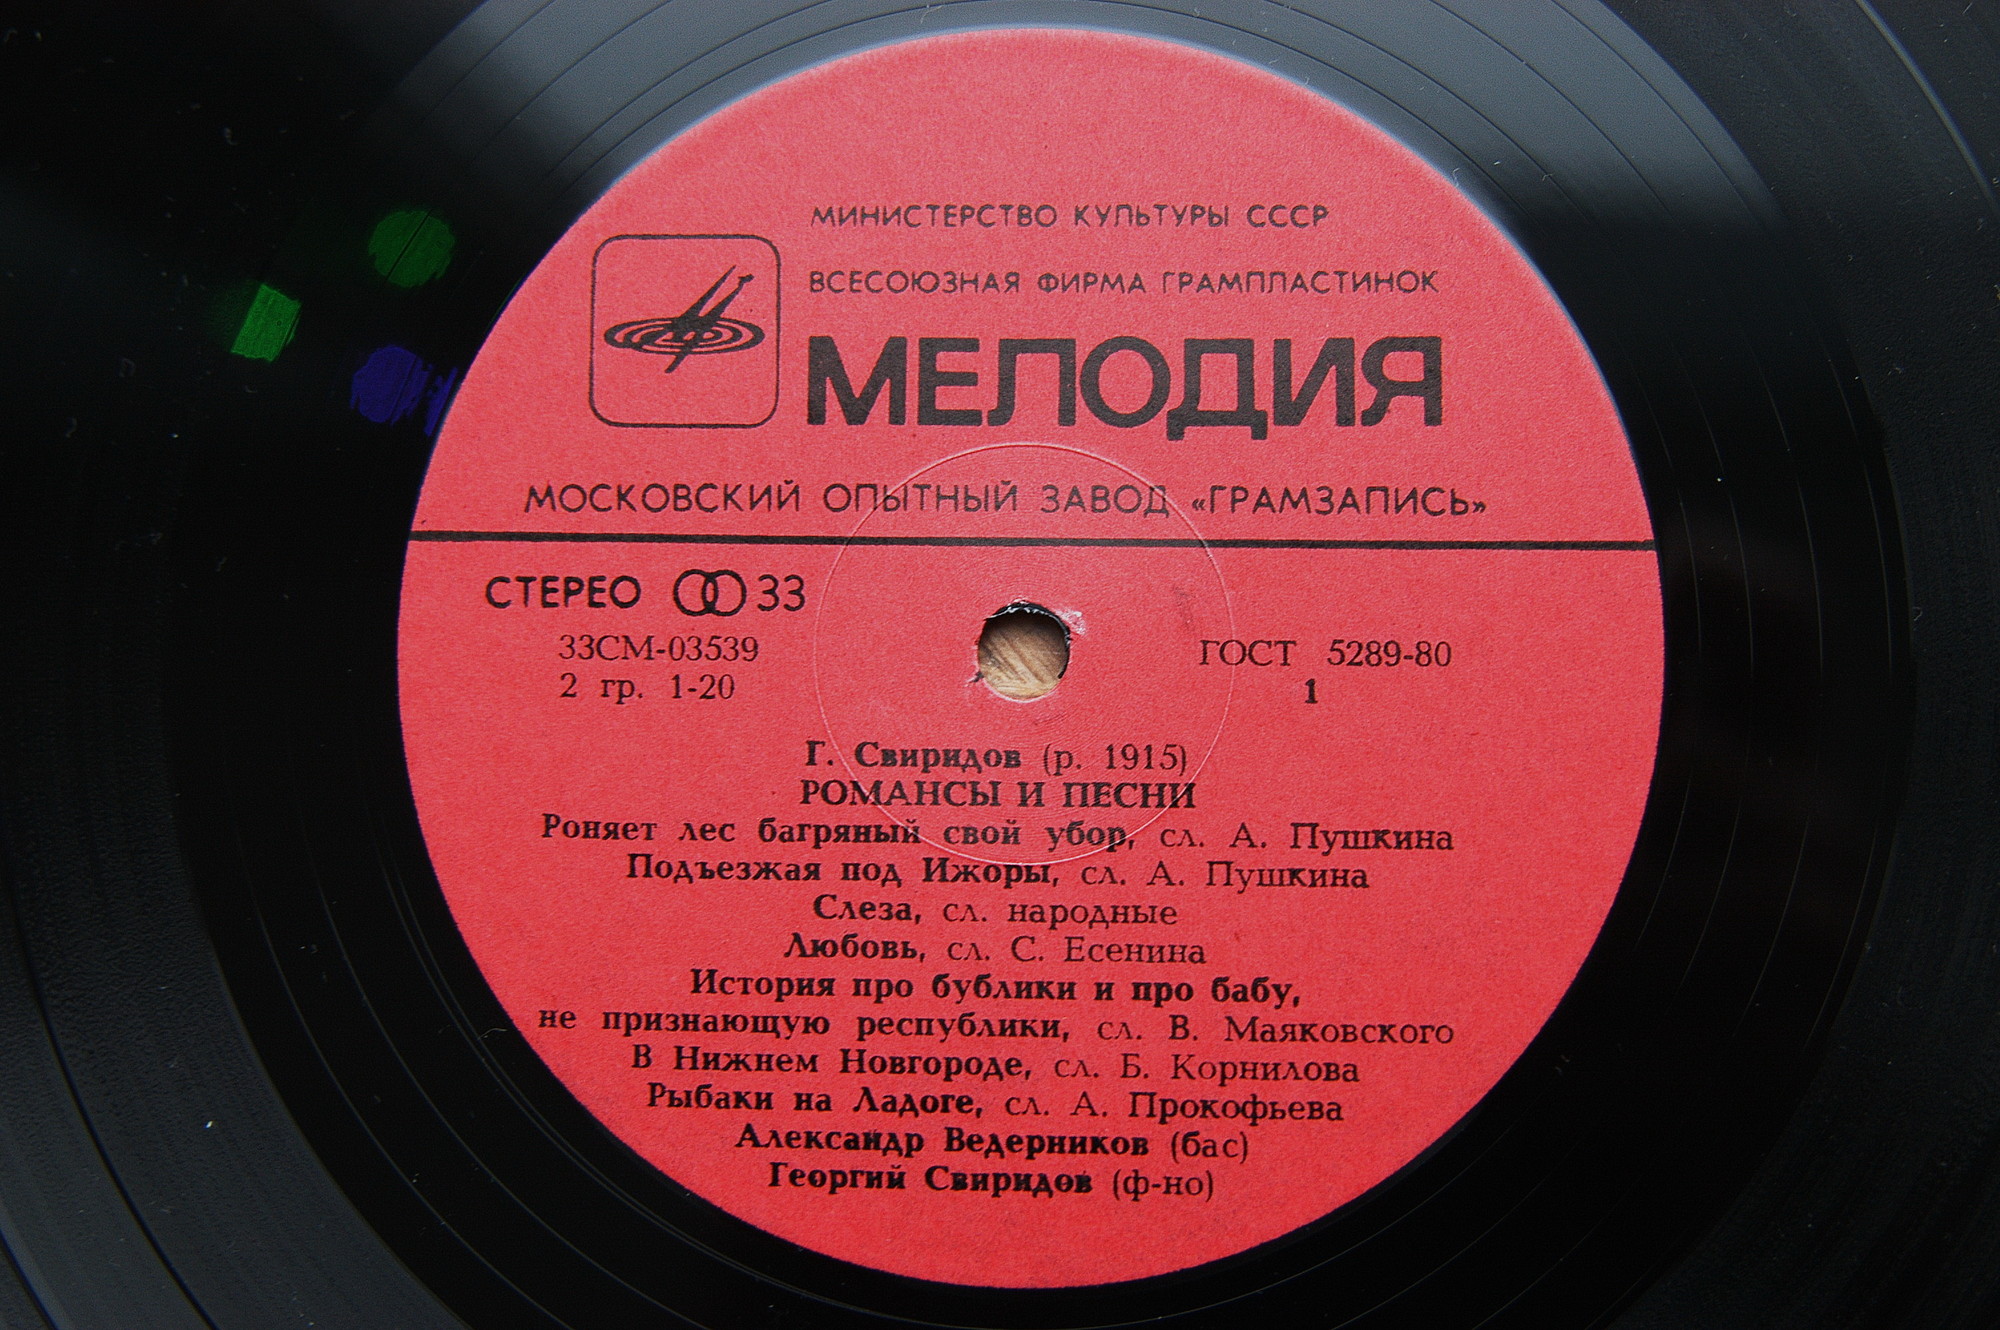 МИНИСТЕРСТВО КУЛЬТУРЫ СССР
ВСЕСОЮЗНАЯ ФИРМА ГРАМПЛАСТИНОК
МЕЛОДИЯ
МОСКОВСКИЙ ОПЫТНЫЙ ЗАВОД «ГРАМЗАПИСЬ»
СТЕРЕО 33
33СМ-03539
ГОСТ 5289-80
2 гр. 1-20
1
Г. Свиридов (р. 1915)
РОМАНСЫ И ПЕСНИ
Роняет лес багряный свой убор, сл. А. Пушкина
Подъезжая под Ижоры, сл. А. Пушкина
Слеза, сл. народные
Любовь, сл. С. Есенина
История про бублики и про бабу,
не признающую республики, сл. В. Маяковского
В Нижнем Новгороде, сл. Б. Корнилова
Рыбаки на Ладоге, сл. А. Прокофьева
Александр Ведерников (бас)
Георгий Свиридов (ф-но)